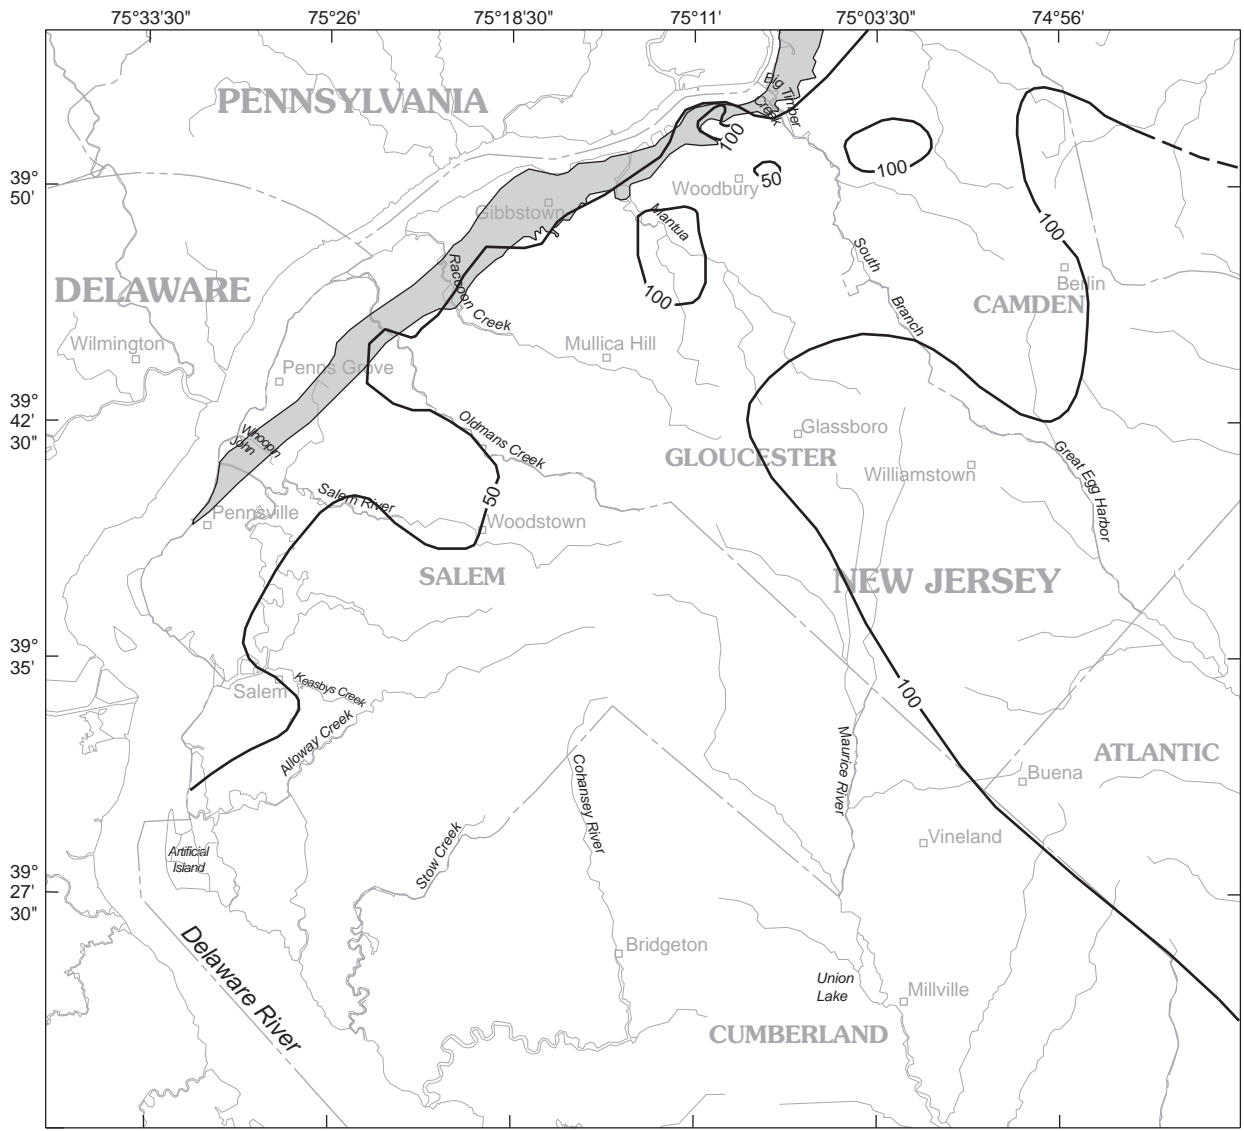 75°33'30"
75°26'
75°18'30"
75°11'
75°03'30"
74°56'
PENNSYLVANIA
Big Timber
Creek
100
100
39°
50'
50
Woodbury
Gibbstown
Mantua
100
South
Raccoon Creek
DELAWARE
100
Berlin
CAMDEN
Branch
Wilmington
Mullica Hill
Penns Grove
39°
42'
30"
Whoopin
John
Oldmans Creek
Glassboro
GLOUCESTER
Williamstown
Great Egg Harbor
Salem River
50
Pennsville
Woodstown
SALEM
NEW JERSEY
39°
35'
Salem
Keasbys Creek
100
Alloway Creek
Maurice River
ATLANTIC
Cohansey River
Buena
Stow Creek
Vineland
Artificial
Island
39°
27'
30"
Delaware River
Bridgeton
Union
Lake
Millville
CUMBERLAND